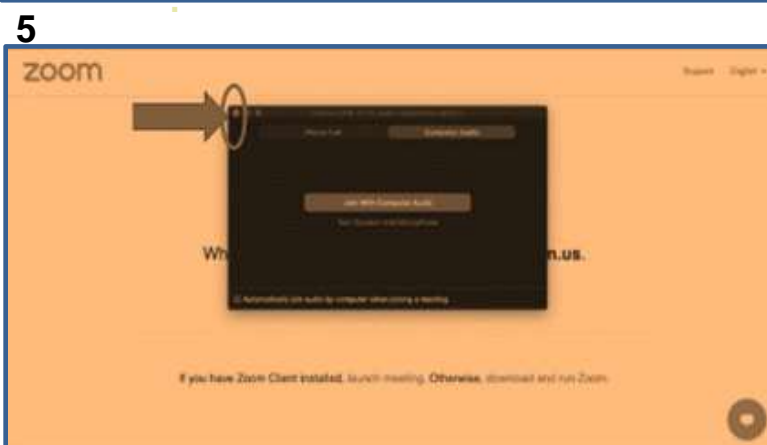 5
zoom
Support English
Phone Call Computer Audio
Join With Computer Audio
Test Speaker and Microphone
Wh n.us.
Automatically join audio by computer when joining a meeting
If you have Zoom Client installed, launch meeting. Otherwise, download and run Zoom.